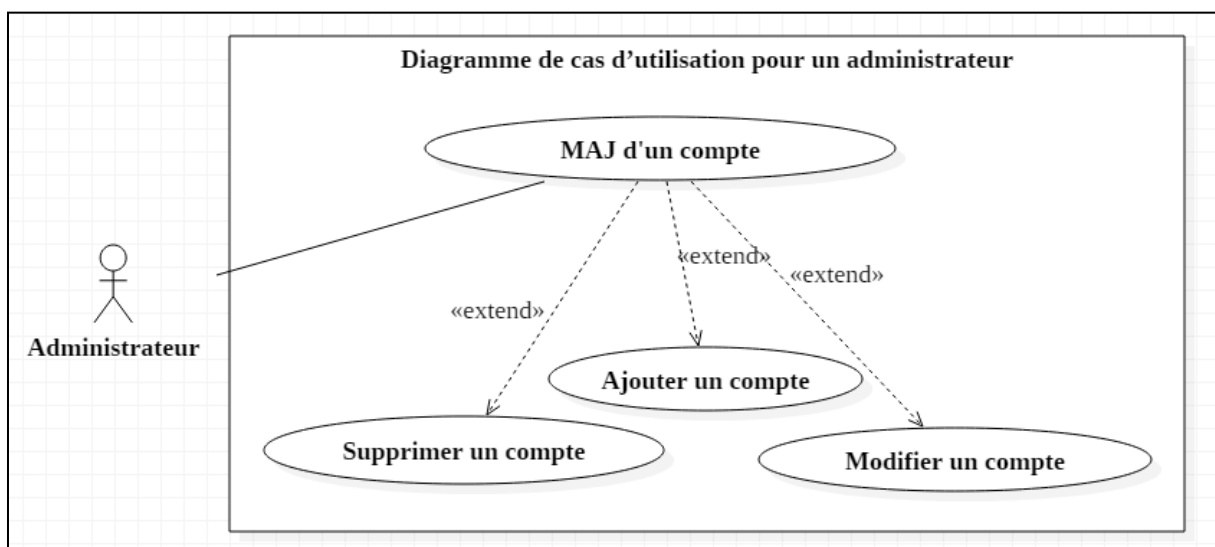 Diagramme de cas d’utilisation pour un administrateur
MAJ d'un compte
«extend»
«extend»
«extend»
Administrateur
Ajouter un compte
Supprimer un compte
Modifier un compte